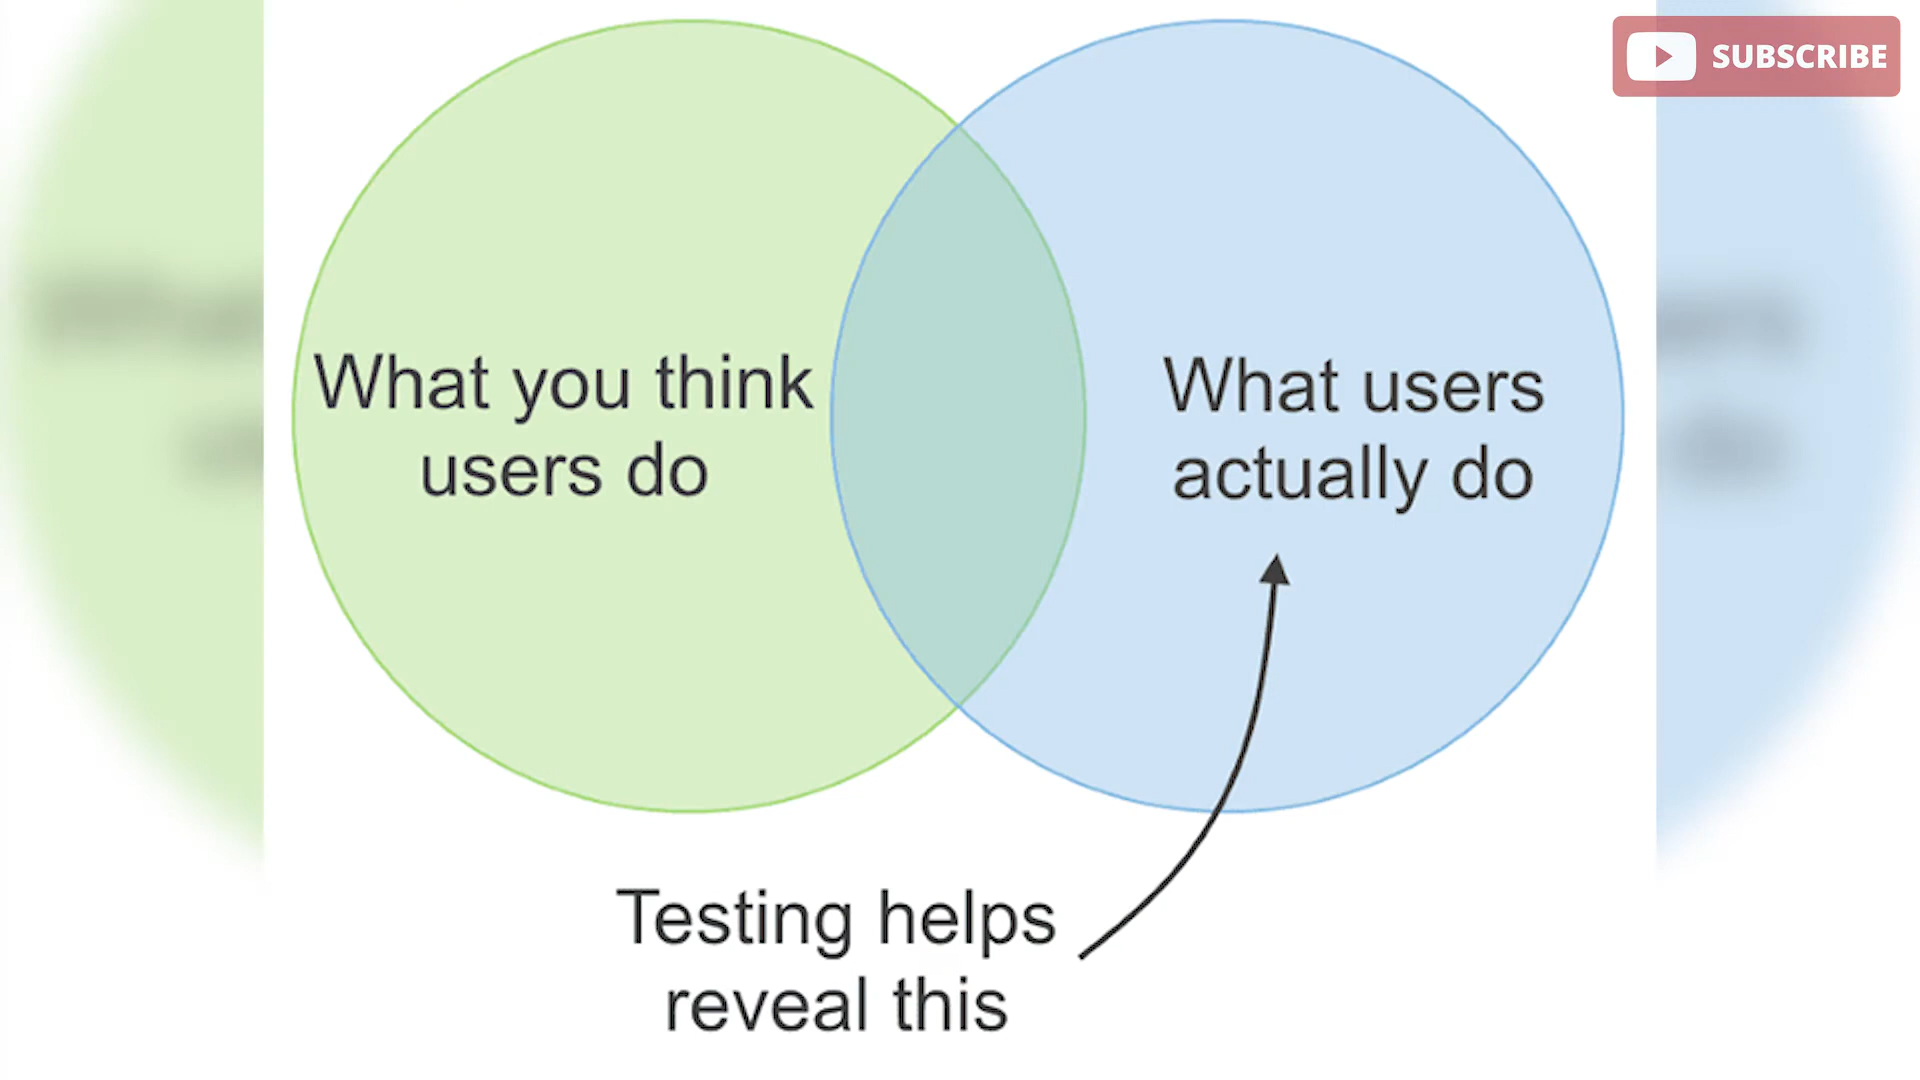 SUBSCRIBE
What you think
users do
What users
actually do
Testing helps
reveal this